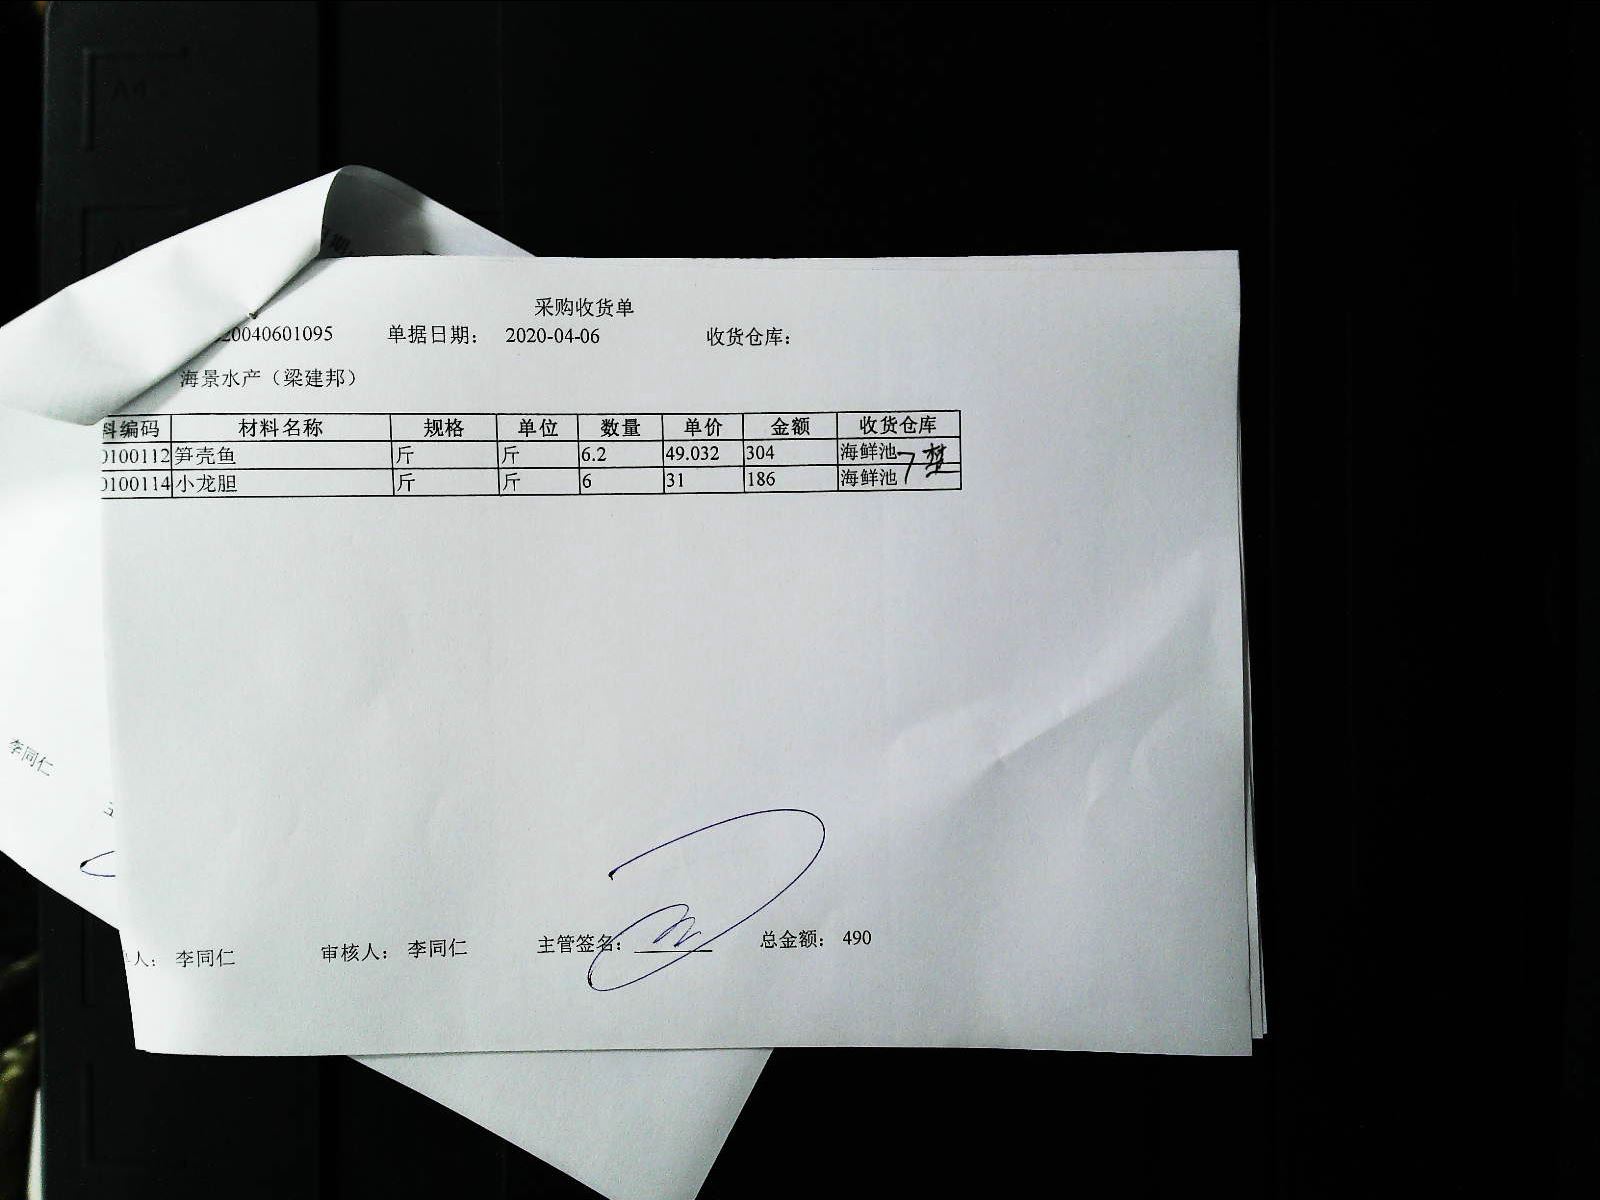 采购收货单
20040601095 单据日期： 2020-04-06 收货仓库：
海景水产（梁建邦）
料编码 材料名称 规格 单位 数量 单价 金额 收货仓库
0100112 笋壳鱼 斤 斤 6.2 49.032 304 海鲜池
0100114 小龙胆 斤 斤 6 31 186 海鲜池
李同仁
人： 李同仁 审核人： 李同仁 主管签名： 总金额： 490